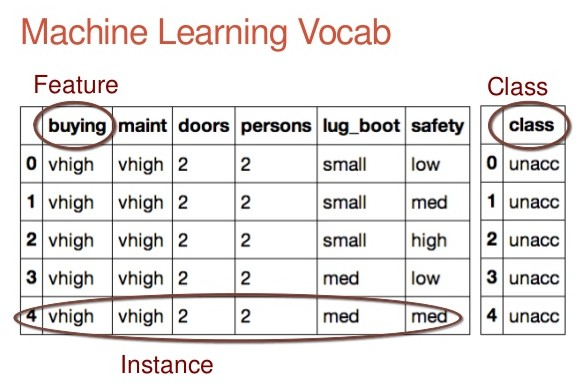 Machine Learning Vocab
Feature Class
buying maint doors persons lug_boot safety class
0 vhigh vhigh 2 2 small low 0 unacc
1 vhigh vhigh 2 2 small med 1 unacc
2 vhigh vhigh 2 2 small high 2 unacc
3 vhigh vhigh 2 2 med low 3 unacc
4 vhigh vhigh 2 2 med med 4 unacc
Instance